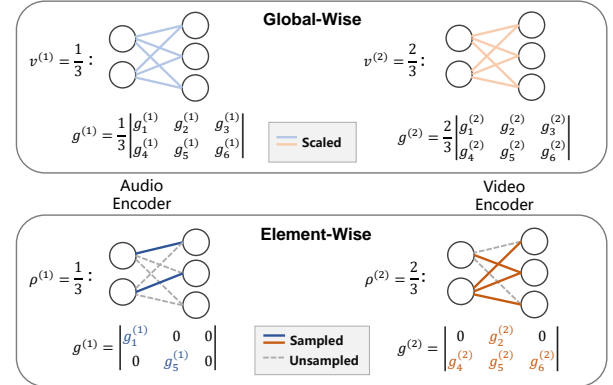 Global-Wise
v^(1) = 1/3 :
v^(2) = 2/3 :
g^(1) = 1/3 | g_1^(1) g_2^(1) g_3^(1) |
| g_4^(1) g_5^(1) g_6^(1) |
Scaled
g^(2) = 2/3 | g_1^(2) g_2^(2) g_3^(2) |
| g_4^(2) g_5^(2) g_6^(2) |
Audio
Encoder
Video
Encoder
Element-Wise
ρ^(1) = 1/3 :
ρ^(2) = 2/3 :
g^(1) = | g_1^(1) 0 0 |
| 0 g_5^(1) 0 |
Sampled
Unsampled
g^(2) = | 0 g_2^(2) 0 |
| g_4^(2) g_5^(2) g_6^(2) |